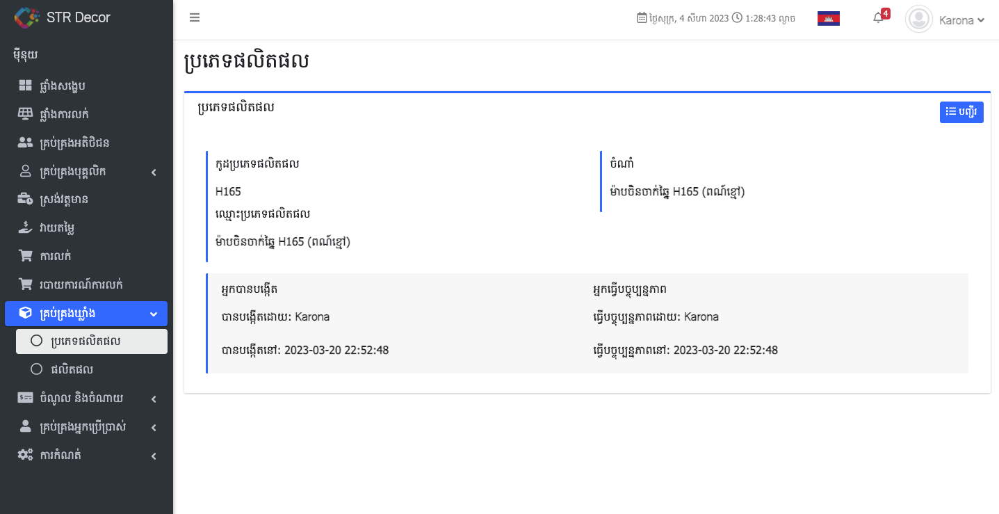 STR Decor
ថ្ងៃសុក្រ, 4 សីហា 2023 1:28:43 ល្ងាច
4
Karona
ម៉ឺនុយ
ផ្ទាំងសង្ខេប
ផ្ទាំងការលក់
គ្រប់គ្រងអតិថិជន
គ្រប់គ្រងបុគ្គលិក
ស្រង់វត្តមាន
វាយតម្លៃ
ការលក់
របាយការណ៍ការលក់
គ្រប់គ្រងឃ្លាំង
ប្រភេទផលិតផល
ផលិតផល
ចំណូល និងចំណាយ
គ្រប់គ្រងអ្នកប្រើប្រាស់
ការកំណត់
ប្រភេទផលិតផល
ប្រភេទផលិតផល
បញ្ជីរ
កូដប្រភេទផលិតផល
H165
ឈ្មោះប្រភេទផលិតផល
ម៉ាបចិនចាក់ឆ្នៃ H165 (ពណ៍ខ្មៅ)
ចំណាំ
ម៉ាបចិនចាក់ឆ្នៃ H165 (ពណ៍ខ្មៅ)
អ្នកបានបង្កើត
បានបង្កើតដោយ: Karona
បានបង្កើតនៅ: 2023-03-20 22:52:48
អ្នកធ្វើបច្ចុប្បន្នភាព
ធ្វើបច្ចុប្បន្នភាពដោយ: Karona
ធ្វើបច្ចុប្បន្នភាពនៅ: 2023-03-20 22:52:48